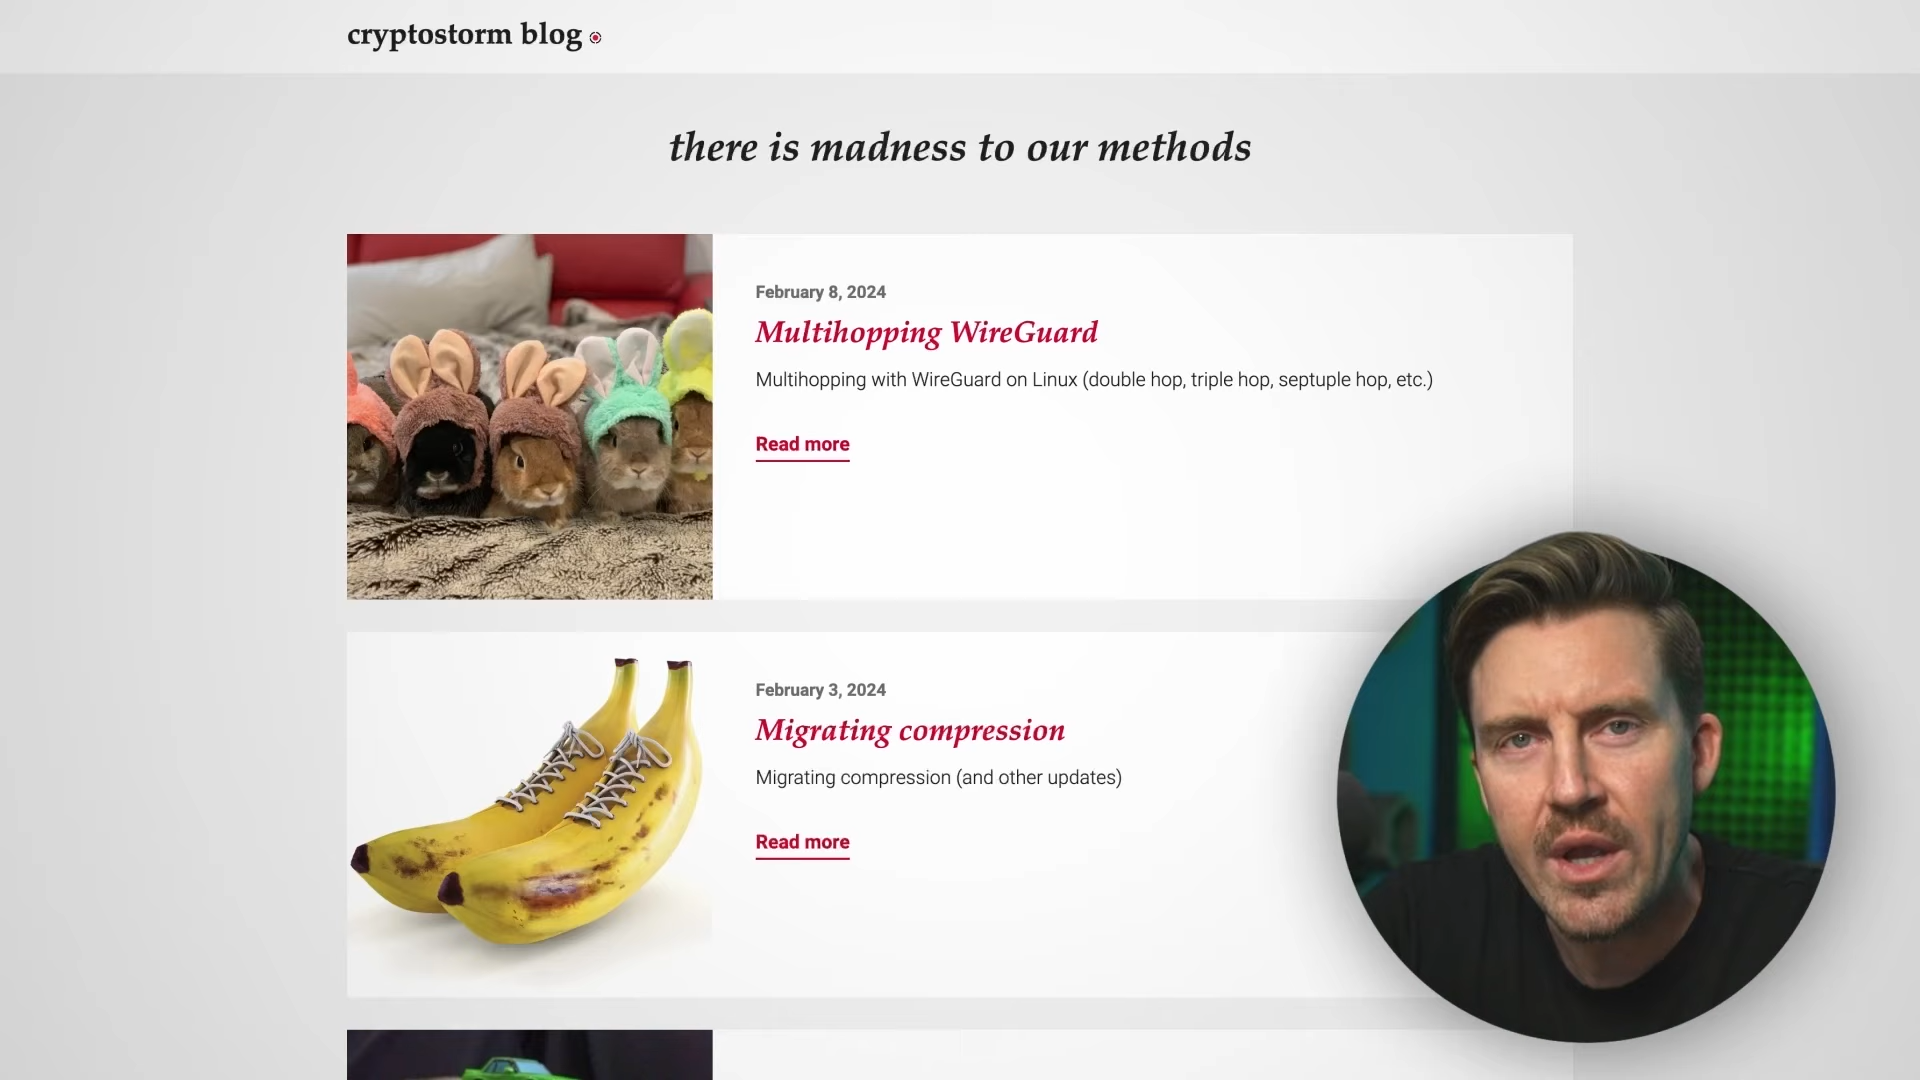 cryptostorm blog
there is madness to our methods
February 8, 2024
Multihopping WireGuard
Multihopping with WireGuard on Linux (double hop, triple hop, septuple hop, etc.)
Read more
February 3, 2024
Migrating compression
Migrating compression (and other updates)
Read more